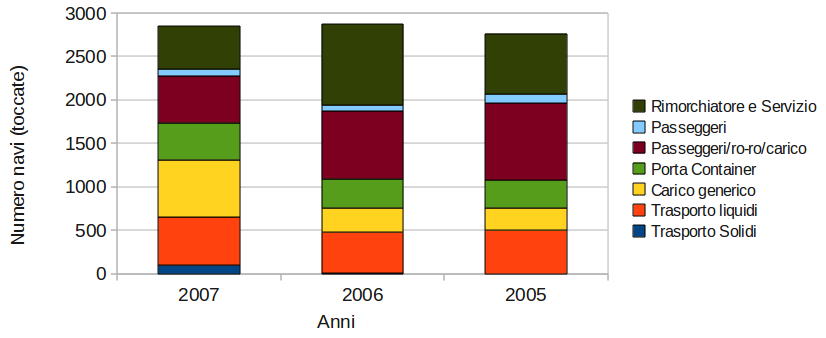 3000
2500
2000
1500
1000
500
0
Numero navi (toccate)
2007
2006
2005
Anni
Rimorchiatore e Servizio
Passeggeri
Passeggeri/ro-ro/carico
Porta Container
Carico generico
Trasporto liquidi
Trasporto Solidi